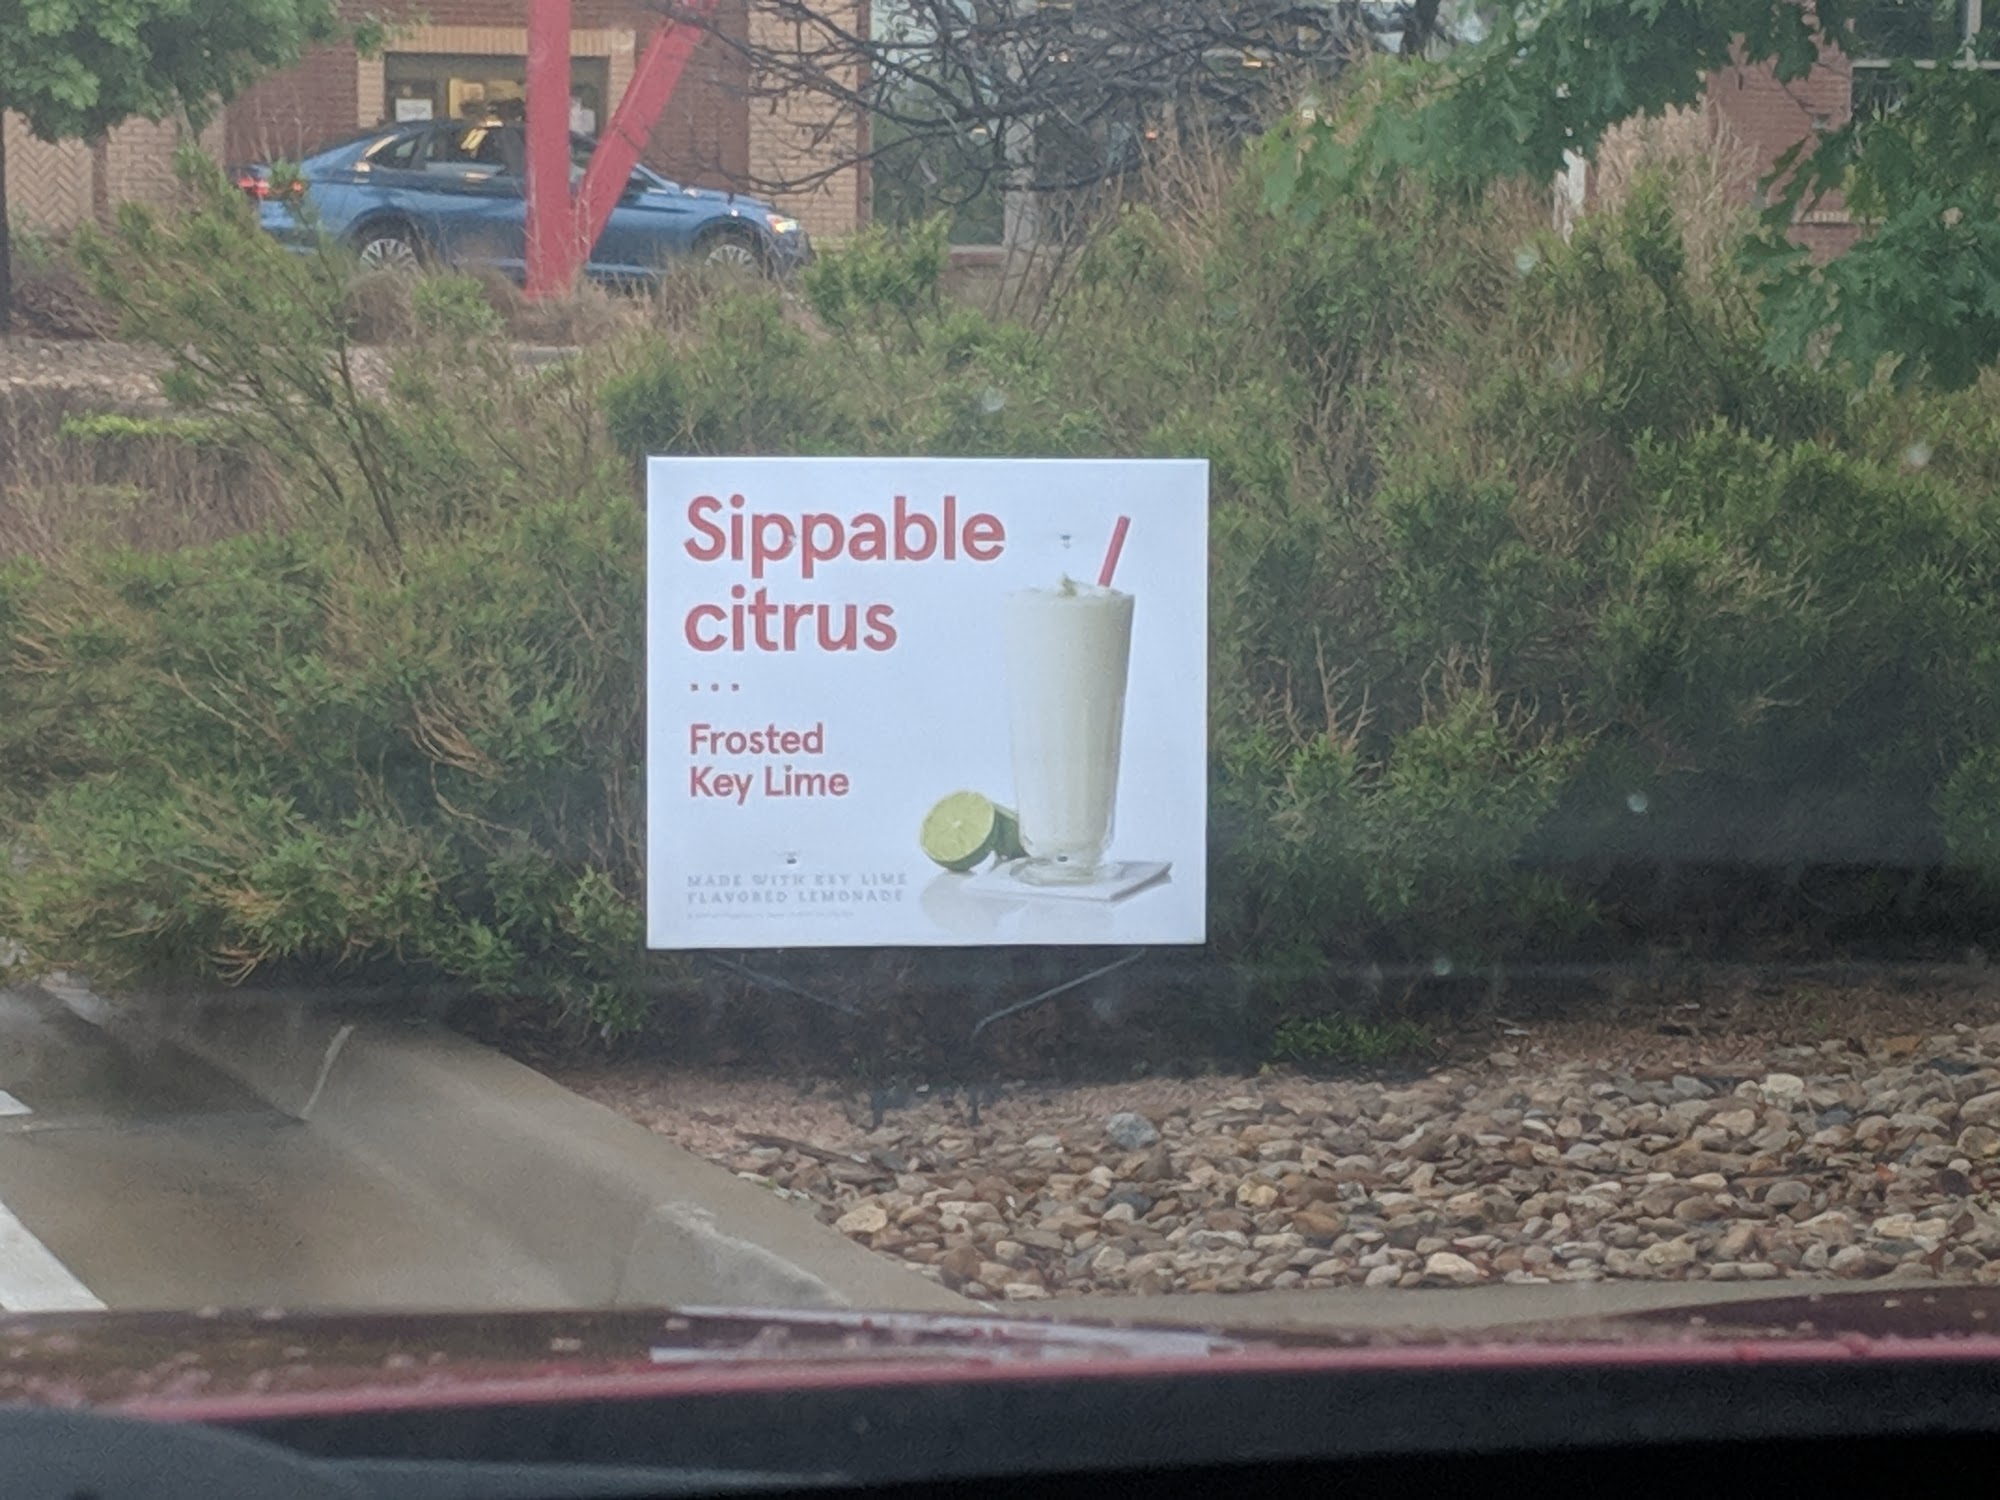 Sippable
citrus
...
Frosted
Key Lime
MADE WITH KEY LIME
FLAVORED LEMONADE